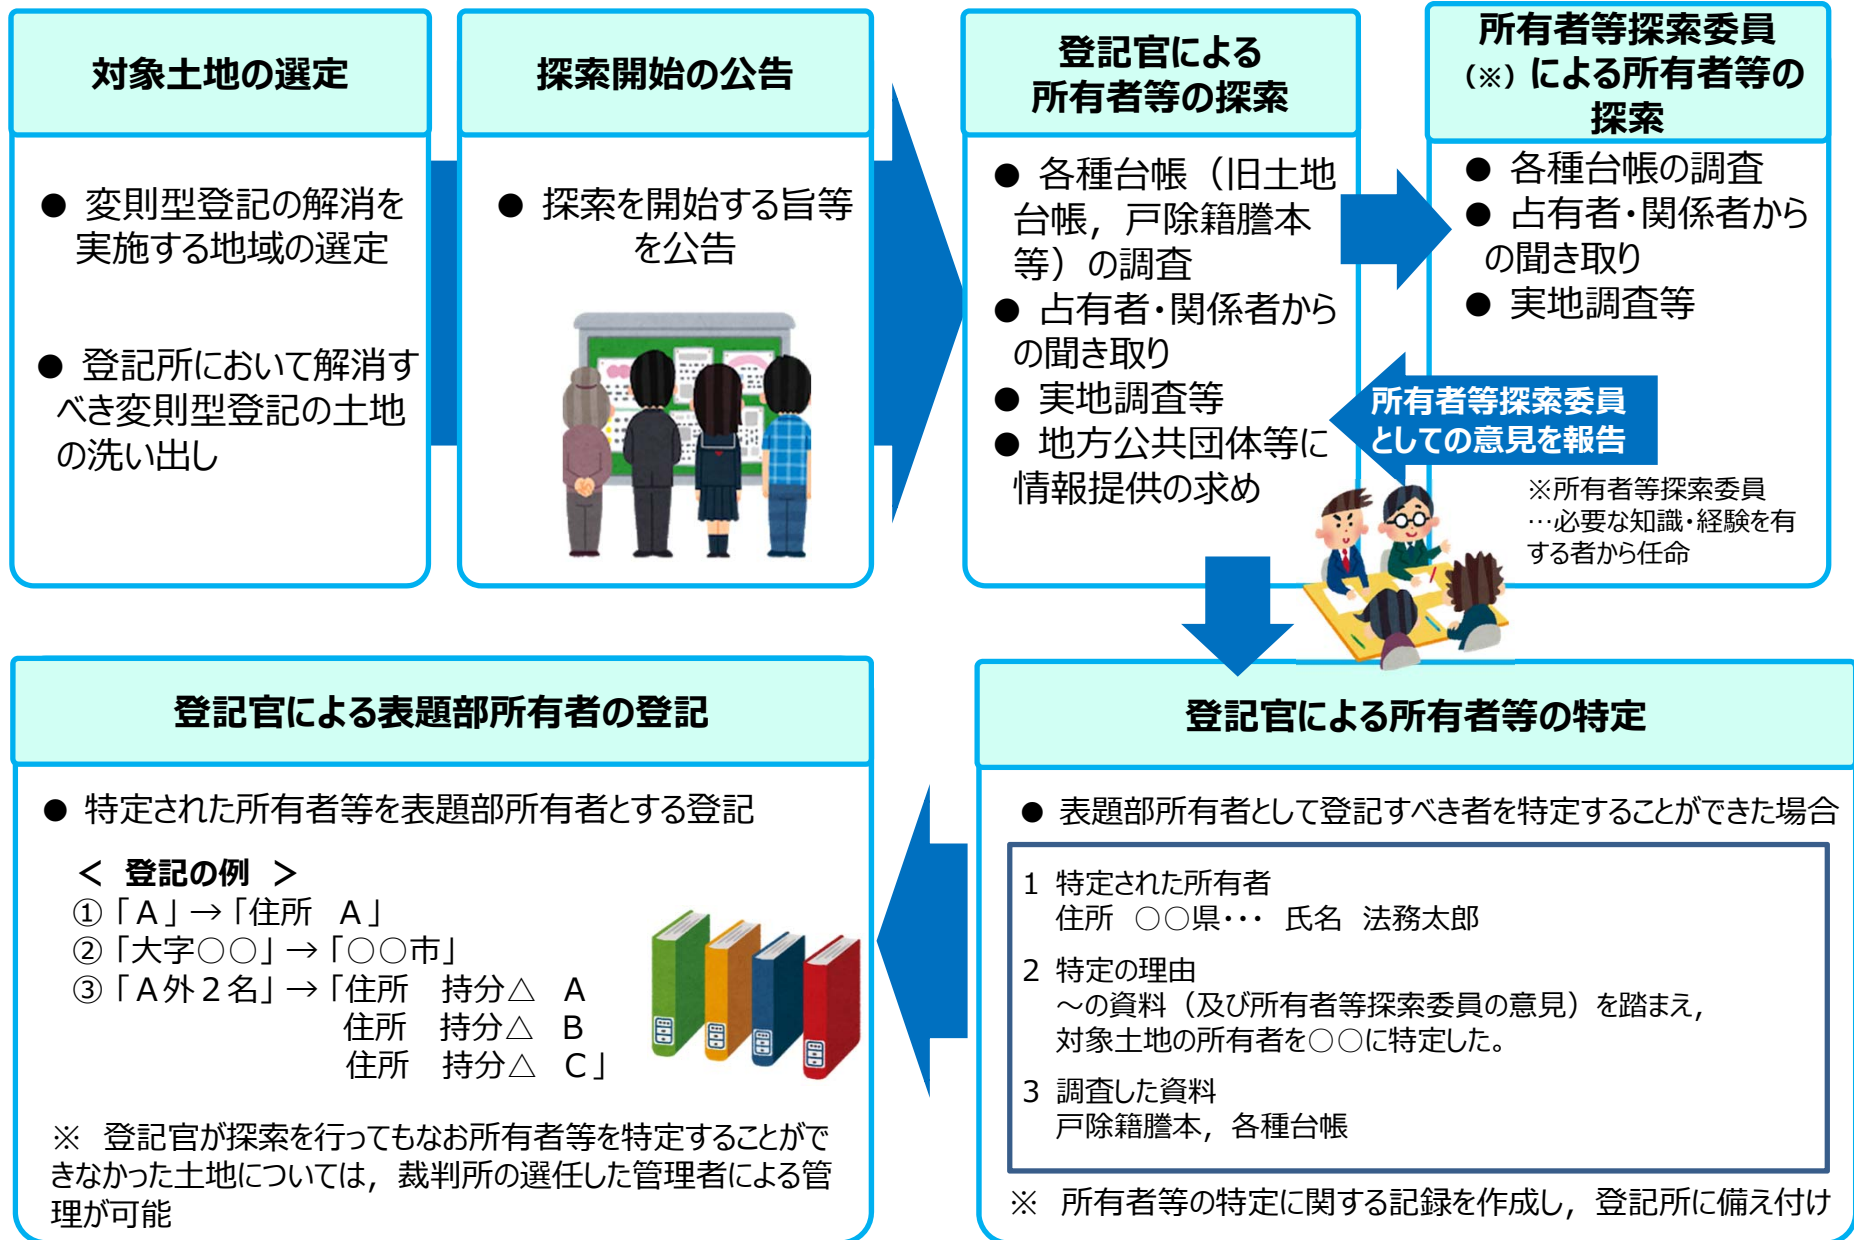 対象土地の選定
● 変則型登記の解消を
実施する地域の選定
● 登記所において解消す
べき変則型登記の土地
の洗い出し
探索開始の公告
● 探索を開始する旨等
を公告
登記官による
所有者等の探索
● 各種台帳（旧土地
台帳，戸除籍謄本
等）の調査
● 占有者・関係者から
の聞き取り
● 実地調査等
● 地方公共団体等に
情報提供の求め
所有者等探索委員
（※）による所有者等の
探索
● 各種台帳の調査
● 占有者・関係者から
の聞き取り
● 実地調査等
所有者等探索委員
としての意見を報告
※所有者等探索委員
…必要な知識・経験を有
する者から任命
登記官による所有者等の特定
● 表題部所有者として登記すべき者を特定することができた場合
1 特定された所有者
住所 ○○県・・・ 氏名 法務太郎
2 特定の理由
～の資料（及び所有者等探索委員の意見）を踏まえ，
対象土地の所有者を○○に特定した。
3 調査した資料
戸除籍謄本，各種台帳
※ 所有者等の特定に関する記録を作成し，登記所に備え付け
登記官による表題部所有者の登記
● 特定された所有者等を表題部所有者とする登記
＜ 登記の例 ＞
①「Ａ」→「住所 Ａ」
②「大字○○」→「○○市」
③「Ａ外２名」→「住所 持分△ Ａ
住所 持分△ Ｂ
住所 持分△ Ｃ」
※ 登記官が探索を行ってもなお所有者等を特定することがで
きなかった土地については，裁判所の選任した管理者による管
理が可能